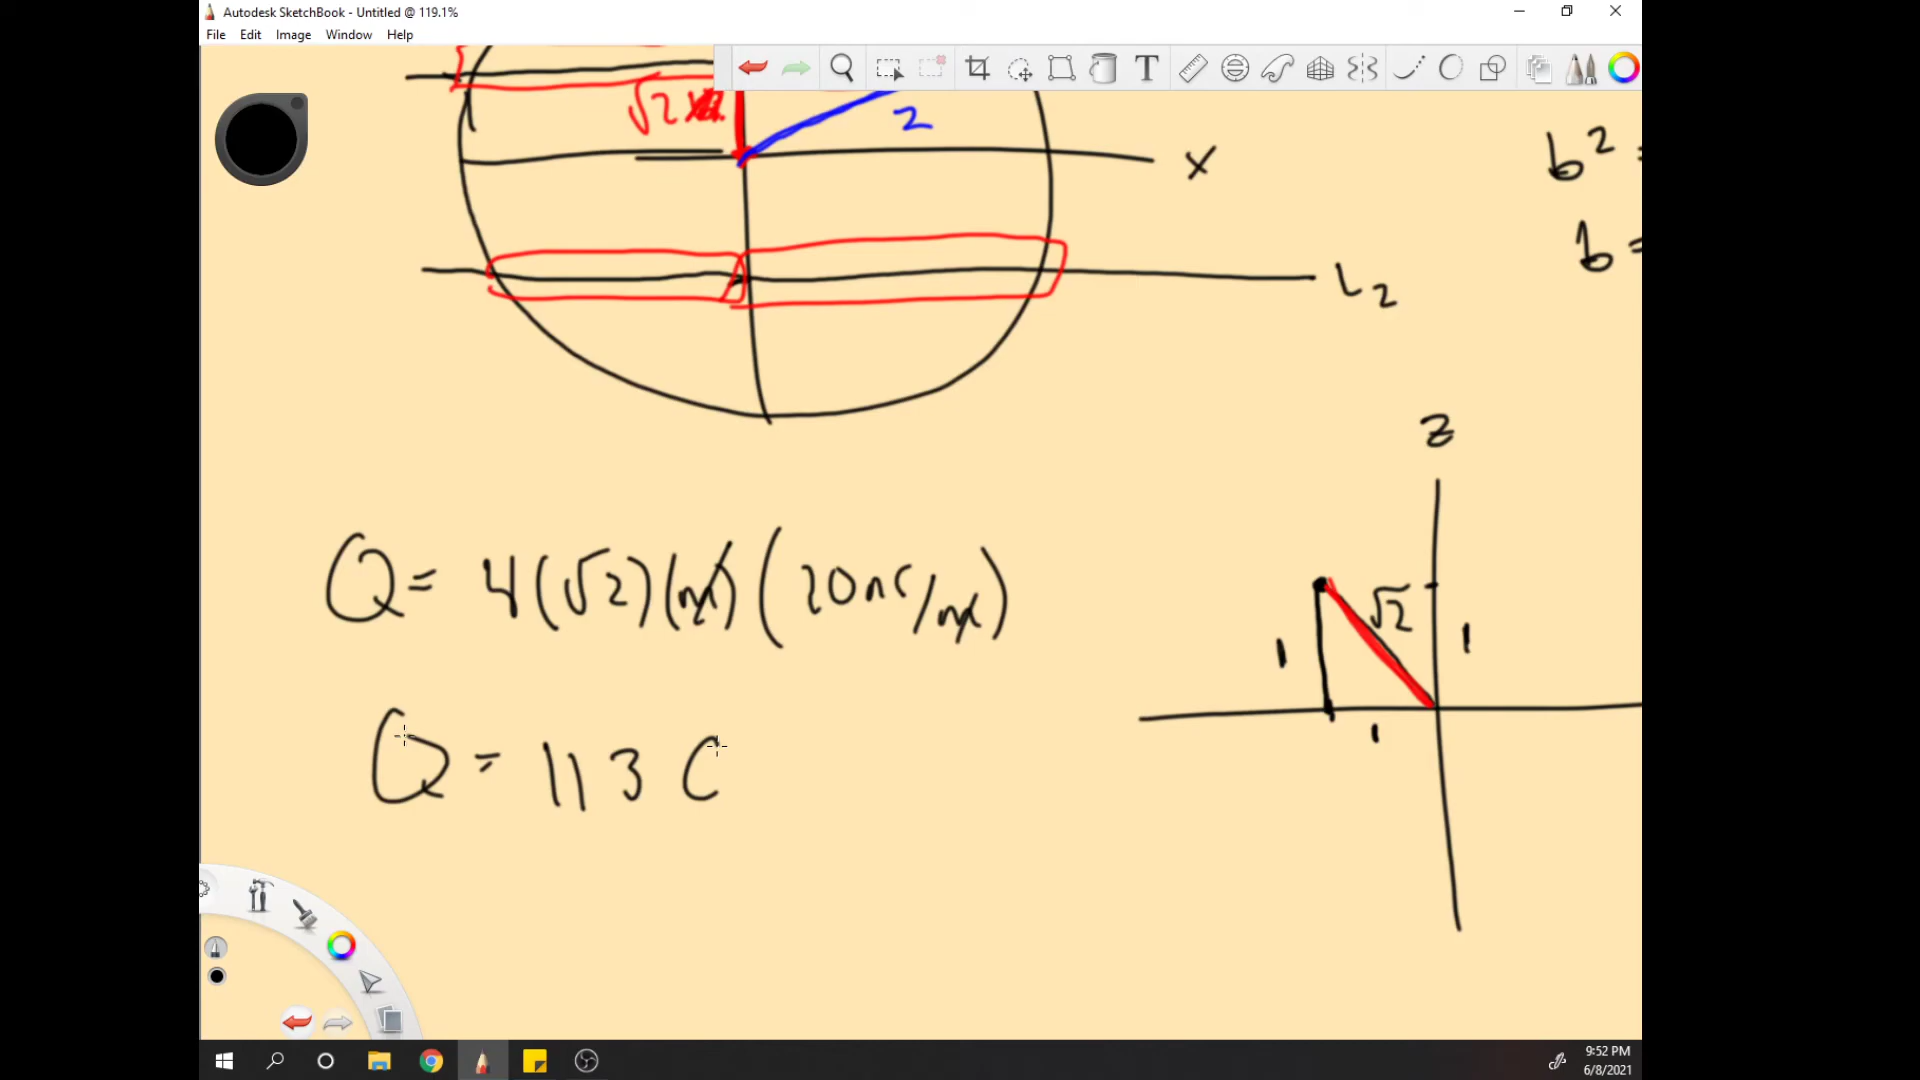 Autodesk SketchBook - Untitled @ 119.1%
File Edit Image Window Help
T
√2
2
x
b² =
b =
L₂
z
Q = 4(√2)(m)(20nC/m)
√2
1
1
1
Q = 113 C
9:52 PM
6/8/2021